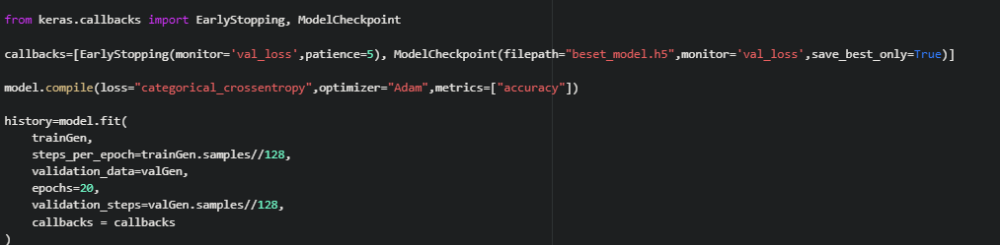 from keras.callbacks import EarlyStopping, ModelCheckpoint
callbacks=[EarlyStopping(monitor='val_loss',patience=5), ModelCheckpoint(filepath="beset_model.h5",monitor='val_loss',save_best_only=True)]
model.compile(loss="categorical_crossentropy",optimizer="Adam",metrics=["accuracy"])
history=model.fit(
    trainGen,
    steps_per_epoch=trainGen.samples//128,
    validation_data=valGen,
    epochs=20,
    validation_steps=valGen.samples//128,
    callbacks = callbacks
)